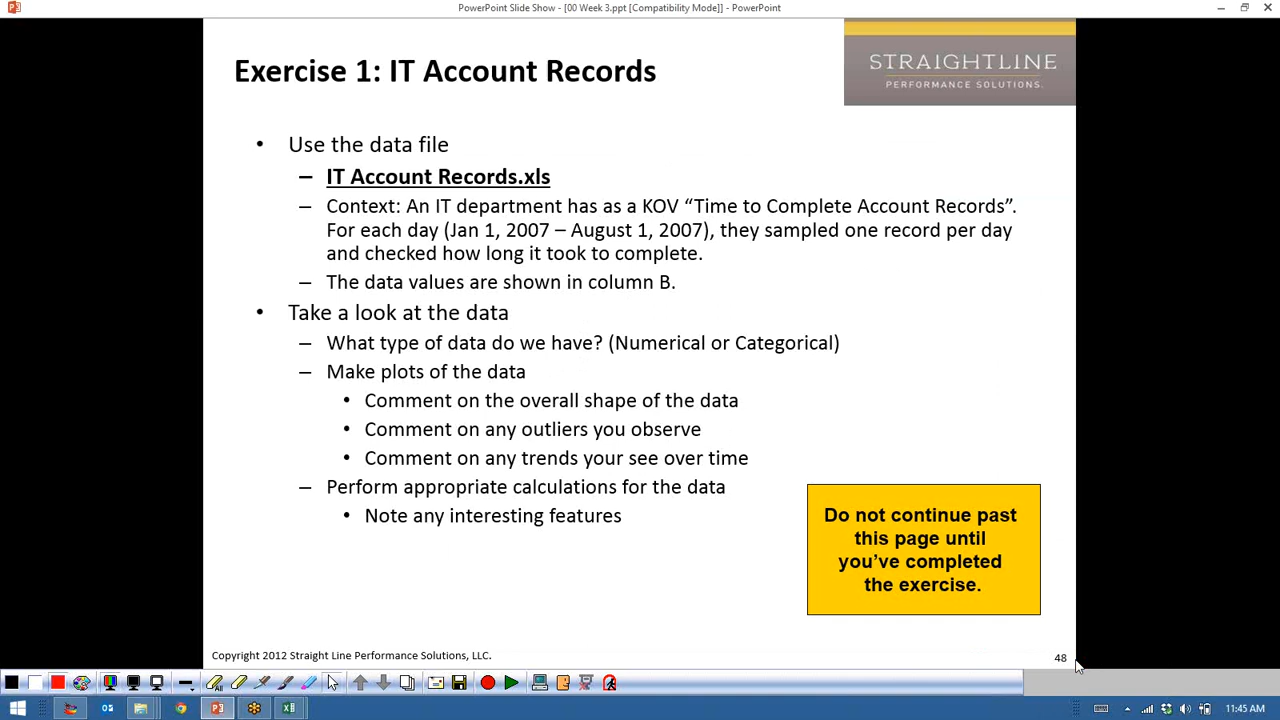 PowerPoint Slide Show - [00 Week 3.ppt [Compatibility Mode]] - PowerPoint
STRAIGHTLINE
PERFORMANCE SOLUTIONS.
Exercise 1: IT Account Records
• Use the data file
– IT Account Records.xls
– Context: An IT department has as a KOV “Time to Complete Account Records”.
For each day (Jan 1, 2007 – August 1, 2007), they sampled one record per day
and checked how long it took to complete.
– The data values are shown in column B.
• Take a look at the data
– What type of data do we have? (Numerical or Categorical)
– Make plots of the data
• Comment on the overall shape of the data
• Comment on any outliers you observe
• Comment on any trends your see over time
– Perform appropriate calculations for the data
• Note any interesting features
Do not continue past
this page until
you’ve completed
the exercise.
Copyright 2012 Straight Line Performance Solutions, LLC.
48
11:45 AM